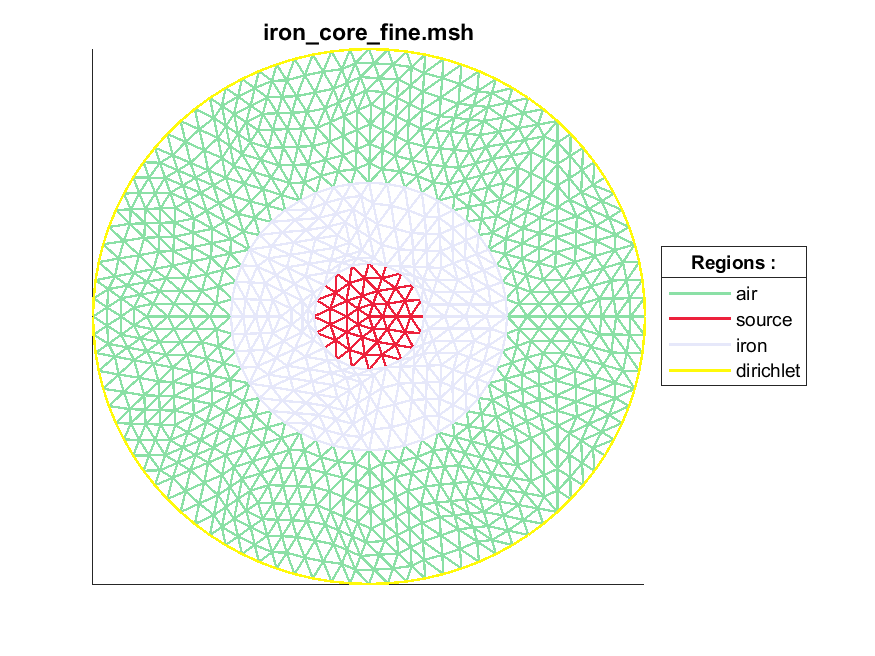 iron_core_fine.msh
Regions :
air
source
iron
dirichlet